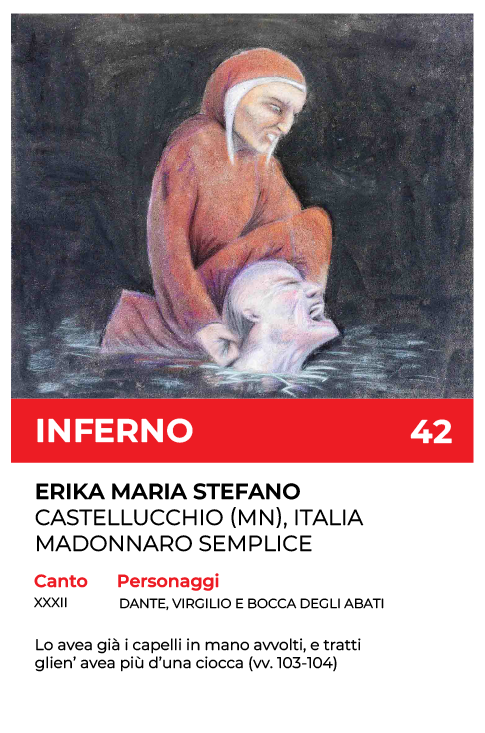 INFERNO 42
ERIKA MARIA STEFANO
CASTELLUCCHIO (MN), ITALIA
MADONNARO SEMPLICE
Canto Personaggi
XXXII DANTE, VIRGILIO E BOCCA DEGLI ABATI
Lo avea già i capelli in mano avvolti, e tratti
glien’ avea più d’una ciocca (vv. 103-104)